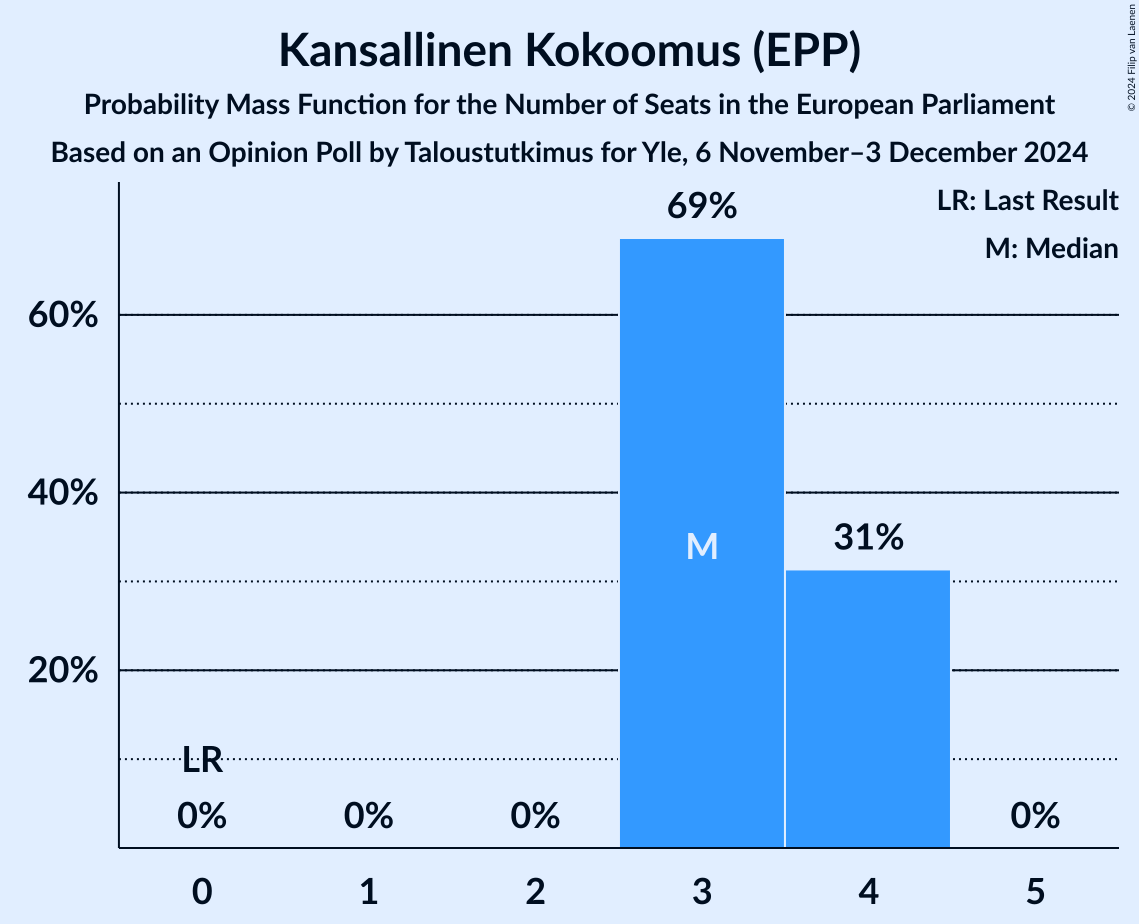 Kansallinen Kokoomus (EPP)
Probability Mass Function for the Number of Seats in the European Parliament
Based on an Opinion Poll by Taloustutkimus for Yle, 6 November–3 December 2024
© 2024 Filip van Laenen
LR: Last Result
M: Median
69%
60%
40%
31%
M
20%
LR
0% 0% 0% 0%
0 1 2 3 4 5